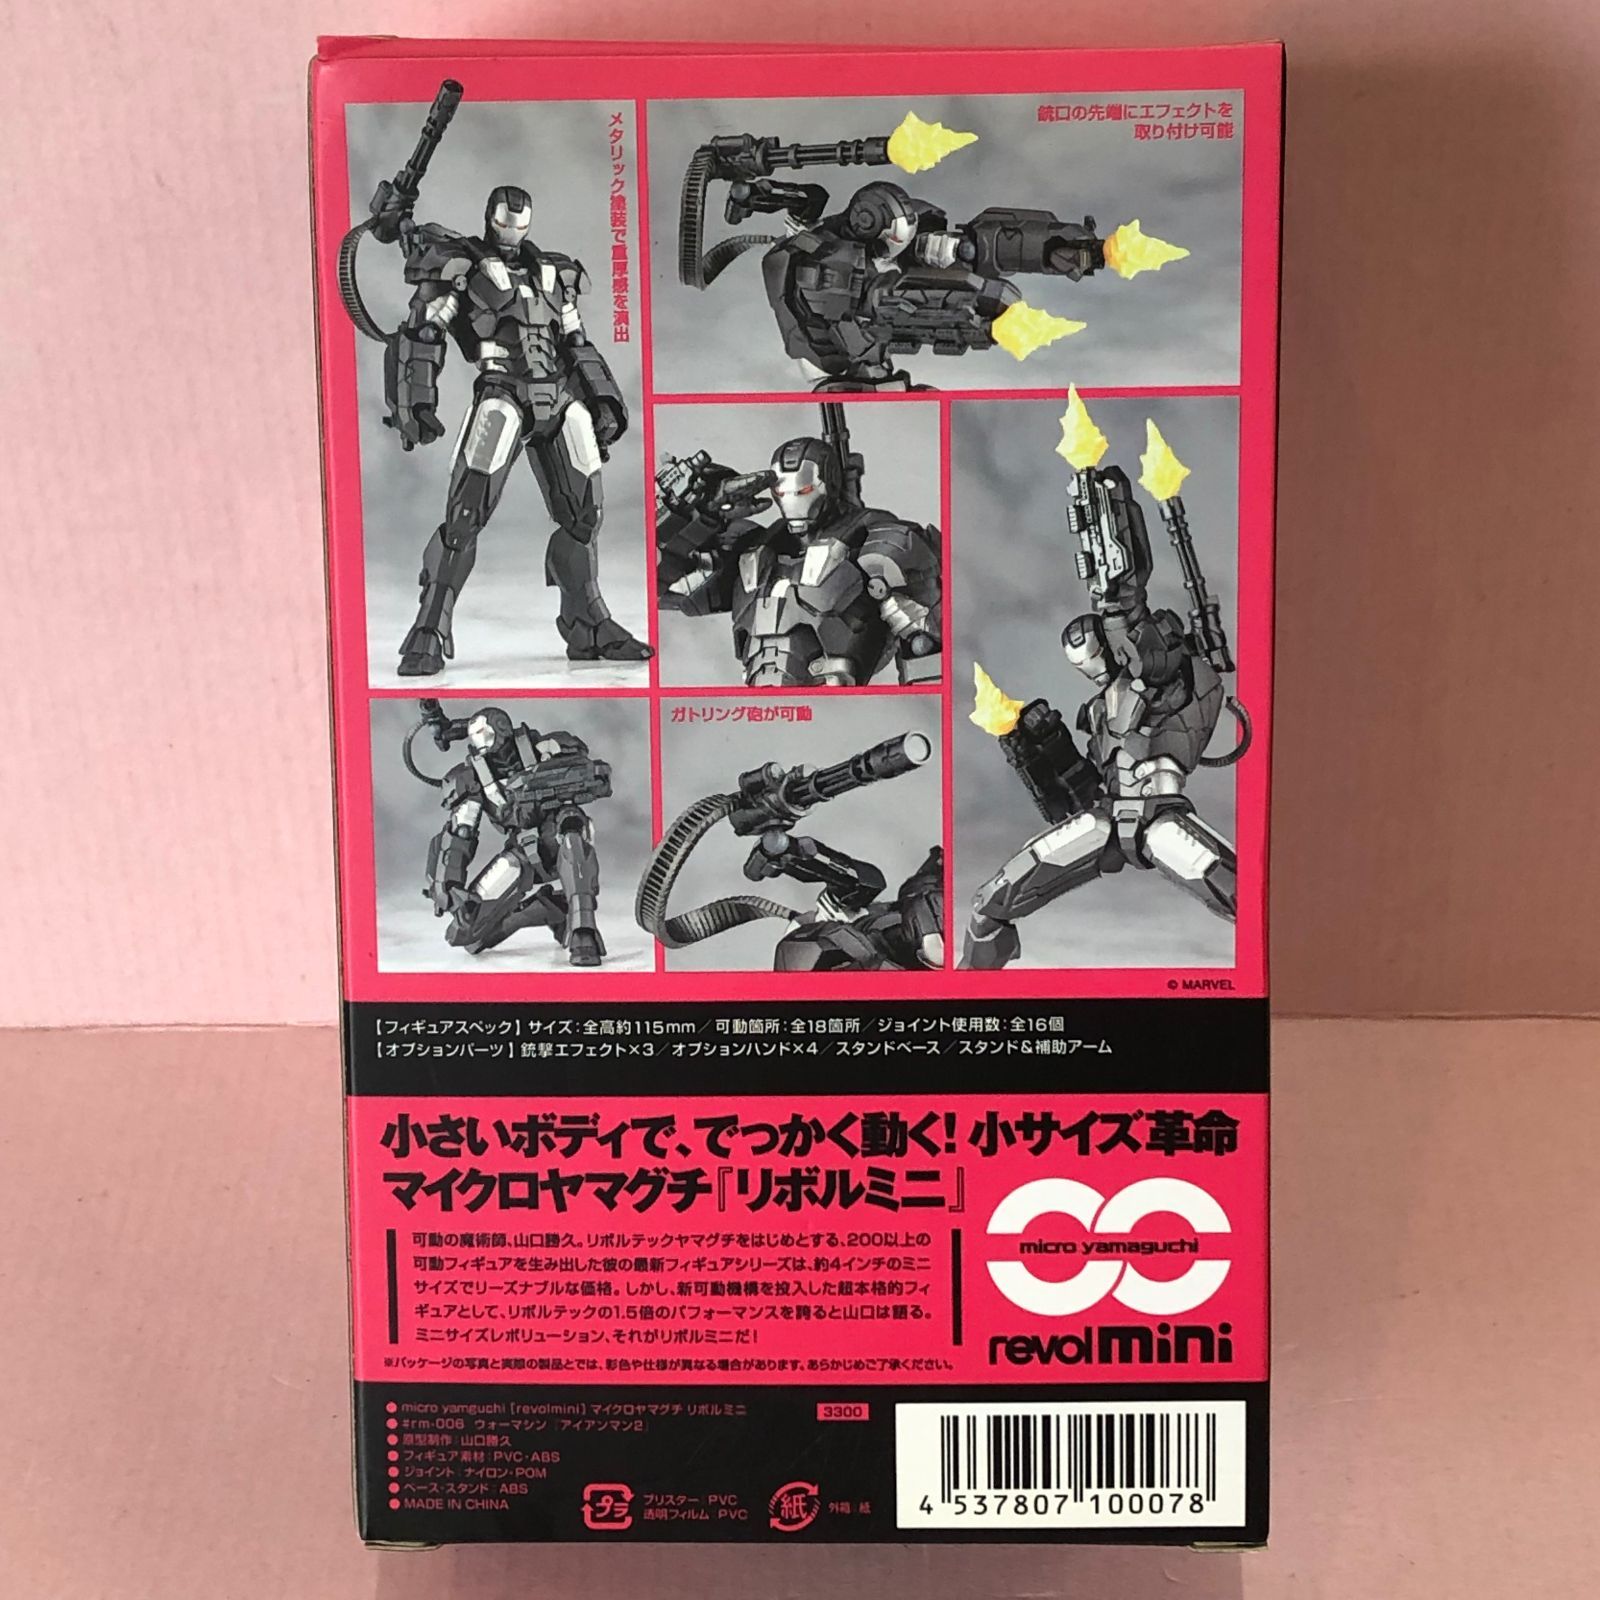 メタリック塗装で重厚感を演出
銃口の先端にエフェクトを
取り付け可能
ガトリング砲が可動
© MARVEL
【フィギュアスペック】サイズ:全高約115mm/可動箇所:全18箇所/ジョイント使用数:全16個
【オプションパーツ】銃撃エフェクト×3/オプションハンド×4/スタンドベース/スタンド&補助アーム
小さいボディで、でっかく動く!小サイズ革命
マイクロヤマグチ『リボルミニ』
可動の魔術師、山口勝久。リボルテックヤマグチをはじめとする、200以上の
可動フィギュアを生み出した彼の最新フィギュアシリーズは、約4インチのミニ
サイズでリーズナブルな価格。しかし、新可動機構を投入した超本格的フィ
ギュアとして、リボルテックの1.5倍のパフォーマンスを誇ると山口は語る。
ミニサイズレボリューション、それがリボルミニだ!
※パッケージの写真と実際の製品とでは、彩色や仕様が異なる場合があります。あらかじめご了承ください。
micro yamaguchi
revolmini
●micro yamguchi [revolmini] マイクロヤマグチ リボルミニ
●#rm-006 ウォーマシン『アイアンマン2』
●原型制作:山口勝久
●フィギュア素材:PVC・ABS
●ジョイント:ナイロン・POM
●ベース・スタンド:ABS
●MADE IN CHINA
3300
プラ
ブリスター:PVC
透明フィルム:PVC
紙
外箱:紙
4 537807 100078